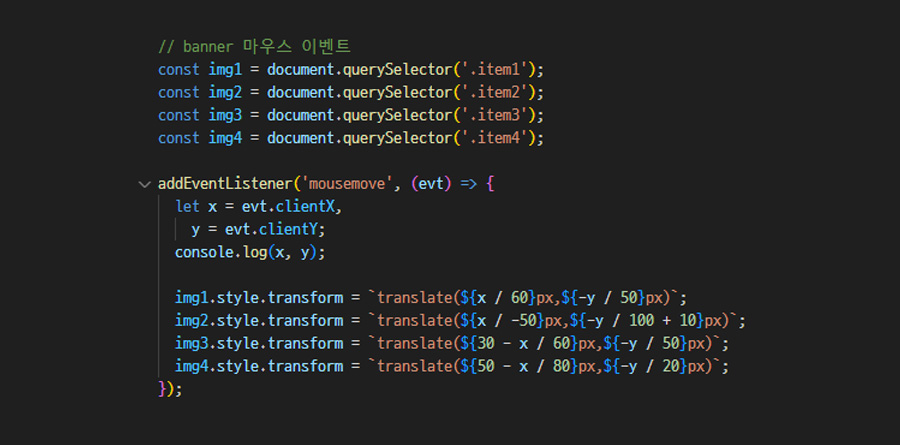 // banner 마우스 이벤트
const img1 = document.querySelector('.item1');
const img2 = document.querySelector('.item2');
const img3 = document.querySelector('.item3');
const img4 = document.querySelector('.item4');
addEventListener('mousemove', (evt) => {
let x = evt.clientX,
y = evt.clientY;
console.log(x, y);
img1.style.transform = `translate(${x / 60}px,${-y / 50}px)`;
img2.style.transform = `translate(${x / -50}px,${-y / 100 + 10}px)`;
img3.style.transform = `translate(${30 - x / 60}px,${-y / 50}px)`;
img4.style.transform = `translate(${50 - x / 80}px,${-y / 20}px)`;
});